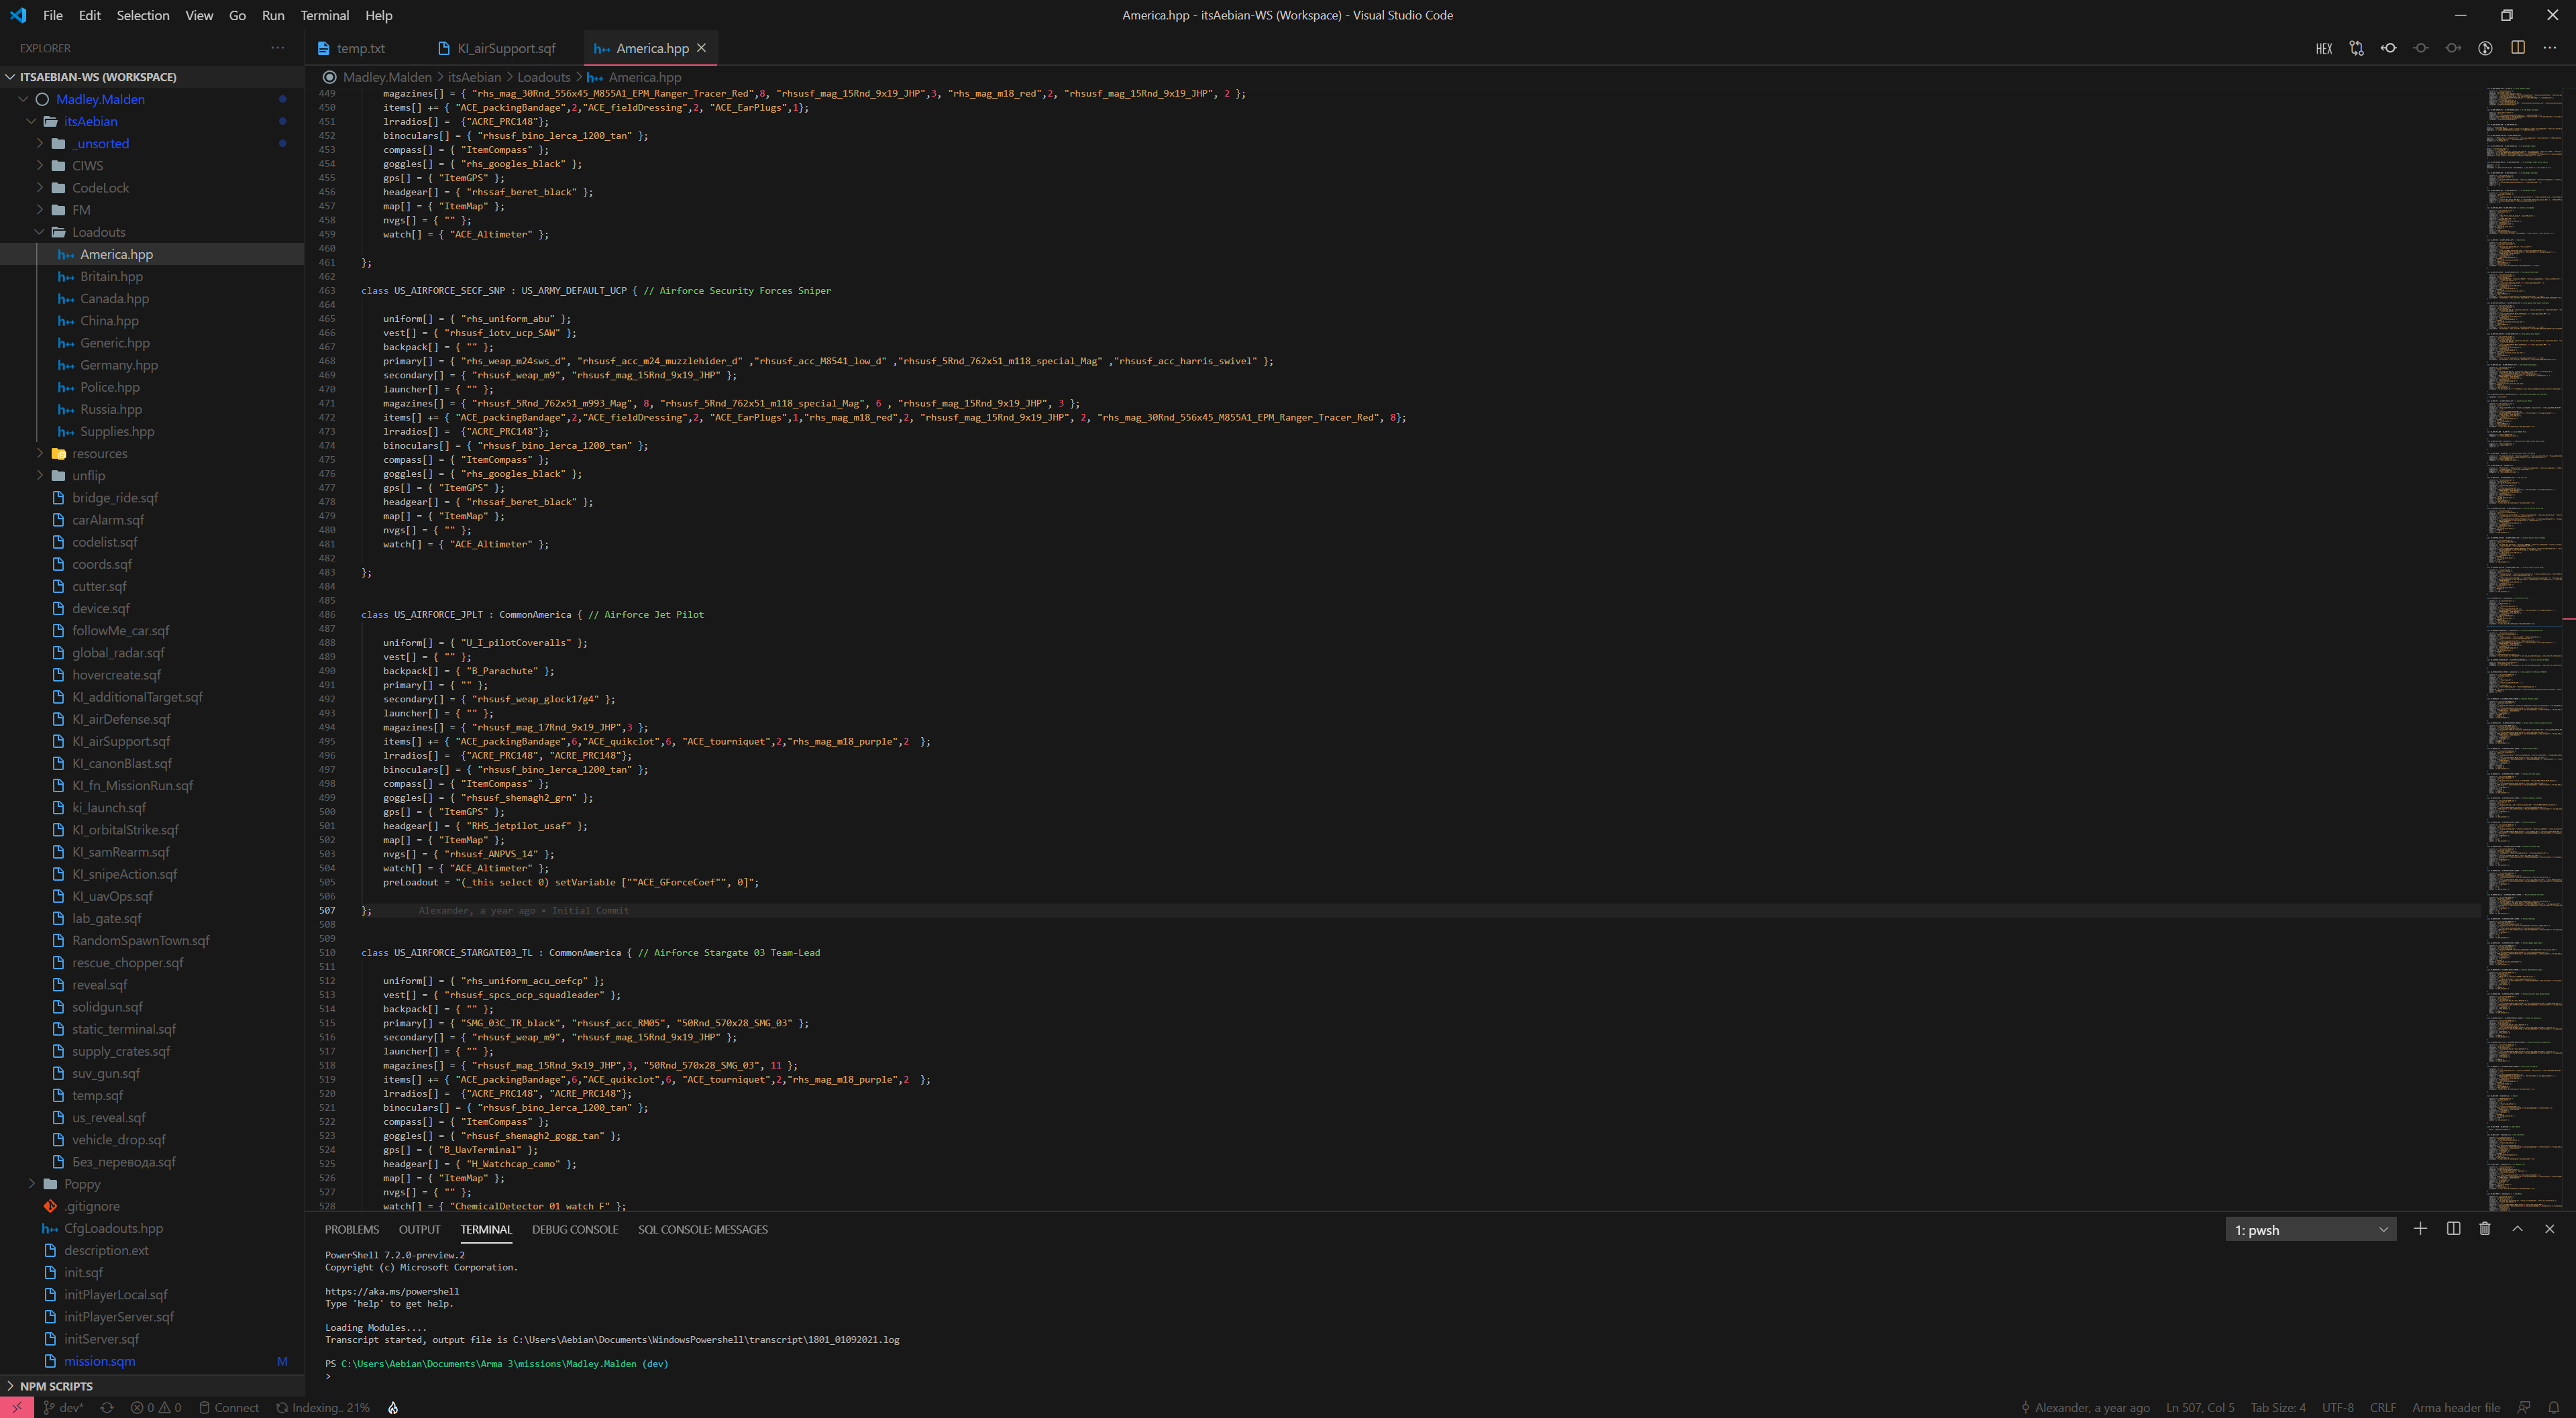 File Edit Selection View Go Run Terminal Help
America.hpp - itsAebian-WS (Workspace) - Visual Studio Code
EXPLORER
ITSAEBIAN-WS (WORKSPACE)
Madley.Malden
itsAebian
_unsorted
CIWS
CodeLock
FM
Loadouts
America.hpp
Britain.hpp
Canada.hpp
China.hpp
Generic.hpp
Germany.hpp
Police.hpp
Russia.hpp
Supplies.hpp
resources
unflip
bridge_ride.sqf
carAlarm.sqf
codelist.sqf
coords.sqf
cutter.sqf
device.sqf
followMe_car.sqf
global_radar.sqf
hovercreate.sqf
KI_additionalTarget.sqf
KI_airDefense.sqf
KI_airSupport.sqf
KI_canonBlast.sqf
KI_fn_MissionRun.sqf
ki_launch.sqf
KI_orbitalStrike.sqf
KI_samRearm.sqf
KI_snipeAction.sqf
KI_uavOps.sqf
lab_gate.sqf
RandomSpawnTown.sqf
rescue_chopper.sqf
reveal.sqf
solidgun.sqf
static_terminal.sqf
supply_crates.sqf
suv_gun.sqf
temp.sqf
us_reveal.sqf
vehicle_drop.sqf
Без_перевода.sqf
Poppy
.gitignore
CfgLoadouts.hpp
description.ext
init.sqf
initPlayerLocal.sqf
initPlayerServer.sqf
initServer.sqf
mission.sqm M
NPM SCRIPTS
temp.txt KI_airSupport.sqf h++ America.hpp
HEX
Madley.Malden > itsAebian > Loadouts > h++ America.hpp
449 magazines[] = { "rhs_mag_30Rnd_556x45_M855A1_EPM_Ranger_Tracer_Red",8, "rhsusf_mag_15Rnd_9x19_JHP",3, "rhs_mag_m18_red",2, "rhsusf_mag_15Rnd_9x19_JHP", 2 };
450 items[] += { "ACE_packingBandage",2,"ACE_fieldDressing",2, "ACE_EarPlugs",1};
451 lrradios[] =  {"ACRE_PRC148"};
452 binoculars[] = { "rhsusf_bino_lerca_1200_tan" };
453 compass[] = { "ItemCompass" };
454 goggles[] = { "rhs_googles_black" };
455 gps[] = { "ItemGPS" };
456 headgear[] = { "rhssaf_beret_black" };
457 map[] = { "ItemMap" };
458 nvgs[] = { "" };
459 watch[] = { "ACE_Altimeter" };
460
461 };
462
463 class US_AIRFORCE_SECF_SNP : US_ARMY_DEFAULT_UCP { // Airforce Security Forces Sniper
464
465 uniform[] = { "rhs_uniform_abu" };
466 vest[] = { "rhsusf_iotv_ucp_SAW" };
467 backpack[] = { "" };
468 primary[] = { "rhs_weap_m24sws_d", "rhsusf_acc_m24_muzzlehider_d" ,"rhsusf_acc_M8541_low_d" ,"rhsusf_5Rnd_762x51_m118_special_Mag" ,"rhsusf_acc_harris_swivel" };
469 secondary[] = { "rhsusf_weap_m9", "rhsusf_mag_15Rnd_9x19_JHP" };
470 launcher[] = { "" };
471 magazines[] = { "rhsusf_5Rnd_762x51_m993_Mag", 8, "rhsusf_5Rnd_762x51_m118_special_Mag", 6 , "rhsusf_mag_15Rnd_9x19_JHP", 3 };
472 items[] += { "ACE_packingBandage",2,"ACE_fieldDressing",2, "ACE_EarPlugs",1,"rhs_mag_m18_red",2, "rhsusf_mag_15Rnd_9x19_JHP", 2, "rhs_mag_30Rnd_556x45_M855A1_EPM_Ranger_Tracer_Red", 8};
473 lrradios[] =  {"ACRE_PRC148"};
474 binoculars[] = { "rhsusf_bino_lerca_1200_tan" };
475 compass[] = { "ItemCompass" };
476 goggles[] = { "rhs_googles_black" };
477 gps[] = { "ItemGPS" };
478 headgear[] = { "rhssaf_beret_black" };
479 map[] = { "ItemMap" };
480 nvgs[] = { "" };
481 watch[] = { "ACE_Altimeter" };
482
483 };
484
485
486 class US_AIRFORCE_JPLT : CommonAmerica { // Airforce Jet Pilot
487
488 uniform[] = { "U_I_pilotCoveralls" };
489 vest[] = { "" };
490 backpack[] = { "B_Parachute" };
491 primary[] = { "" };
492 secondary[] = { "rhsusf_weap_glock17g4" };
493 launcher[] = { "" };
494 magazines[] = { "rhsusf_mag_17Rnd_9x19_JHP",3 };
495 items[] += { "ACE_packingBandage",6,"ACE_quikclot",6, "ACE_tourniquet",2,"rhs_mag_m18_purple",2  };
496 lrradios[] =  {"ACRE_PRC148", "ACRE_PRC148"};
497 binoculars[] = { "rhsusf_bino_lerca_1200_tan" };
498 compass[] = { "ItemCompass" };
499 goggles[] = { "rhsusf_shemagh2_grn" };
500 gps[] = { "ItemGPS" };
501 headgear[] = { "RHS_jetpilot_usaf" };
502 map[] = { "ItemMap" };
503 nvgs[] = { "rhsusf_ANPVS_14" };
504 watch[] = { "ACE_Altimeter" };
505 preLoadout = "(_this select 0) setVariable [""ACE_GForceCoef"", 0]";
506
507 }; Alexander, a year ago • Initial Commit
508
509
510 class US_AIRFORCE_STARGATE03_TL : CommonAmerica { // Airforce Stargate 03 Team-Lead
511
512 uniform[] = { "rhs_uniform_acu_oefcp" };
513 vest[] = { "rhsusf_spcs_ocp_squadleader" };
514 backpack[] = { "" };
515 primary[] = { "SMG_03C_TR_black", "rhsusf_acc_RM05", "50Rnd_570x28_SMG_03" };
516 secondary[] = { "rhsusf_weap_m9", "rhsusf_mag_15Rnd_9x19_JHP" };
517 launcher[] = { "" };
518 magazines[] = { "rhsusf_mag_15Rnd_9x19_JHP",3, "50Rnd_570x28_SMG_03", 11 };
519 items[] += { "ACE_packingBandage",6,"ACE_quikclot",6, "ACE_tourniquet",2,"rhs_mag_m18_purple",2  };
520 lrradios[] =  {"ACRE_PRC148", "ACRE_PRC148"};
521 binoculars[] = { "rhsusf_bino_lerca_1200_tan" };
522 compass[] = { "ItemCompass" };
523 goggles[] = { "rhsusf_shemagh2_gogg_tan" };
524 gps[] = { "B_UavTerminal" };
525 headgear[] = { "H_Watchcap_camo" };
526 map[] = { "ItemMap" };
527 nvgs[] = { "" };
528 watch[] = { "ChemicalDetector_01_watch_F" };
PROBLEMS OUTPUT TERMINAL DEBUG CONSOLE SQL CONSOLE: MESSAGES
1: pwsh
PowerShell 7.2.0-preview.2
Copyright (c) Microsoft Corporation.
https://aka.ms/powershell
Type 'help' to get help.
Loading Modules....
Transcript started, output file is C:\Users\Aebian\Documents\WindowsPowershell\transcript\1801_01092021.log
PS C:\Users\Aebian\Documents\Arma 3\missions\Madley.Malden (dev)
>
dev* 0 0 Connect Indexing.. 21%
Alexander, a year ago Ln 507, Col 5 Tab Size: 4 UTF-8 CRLF Arma header file